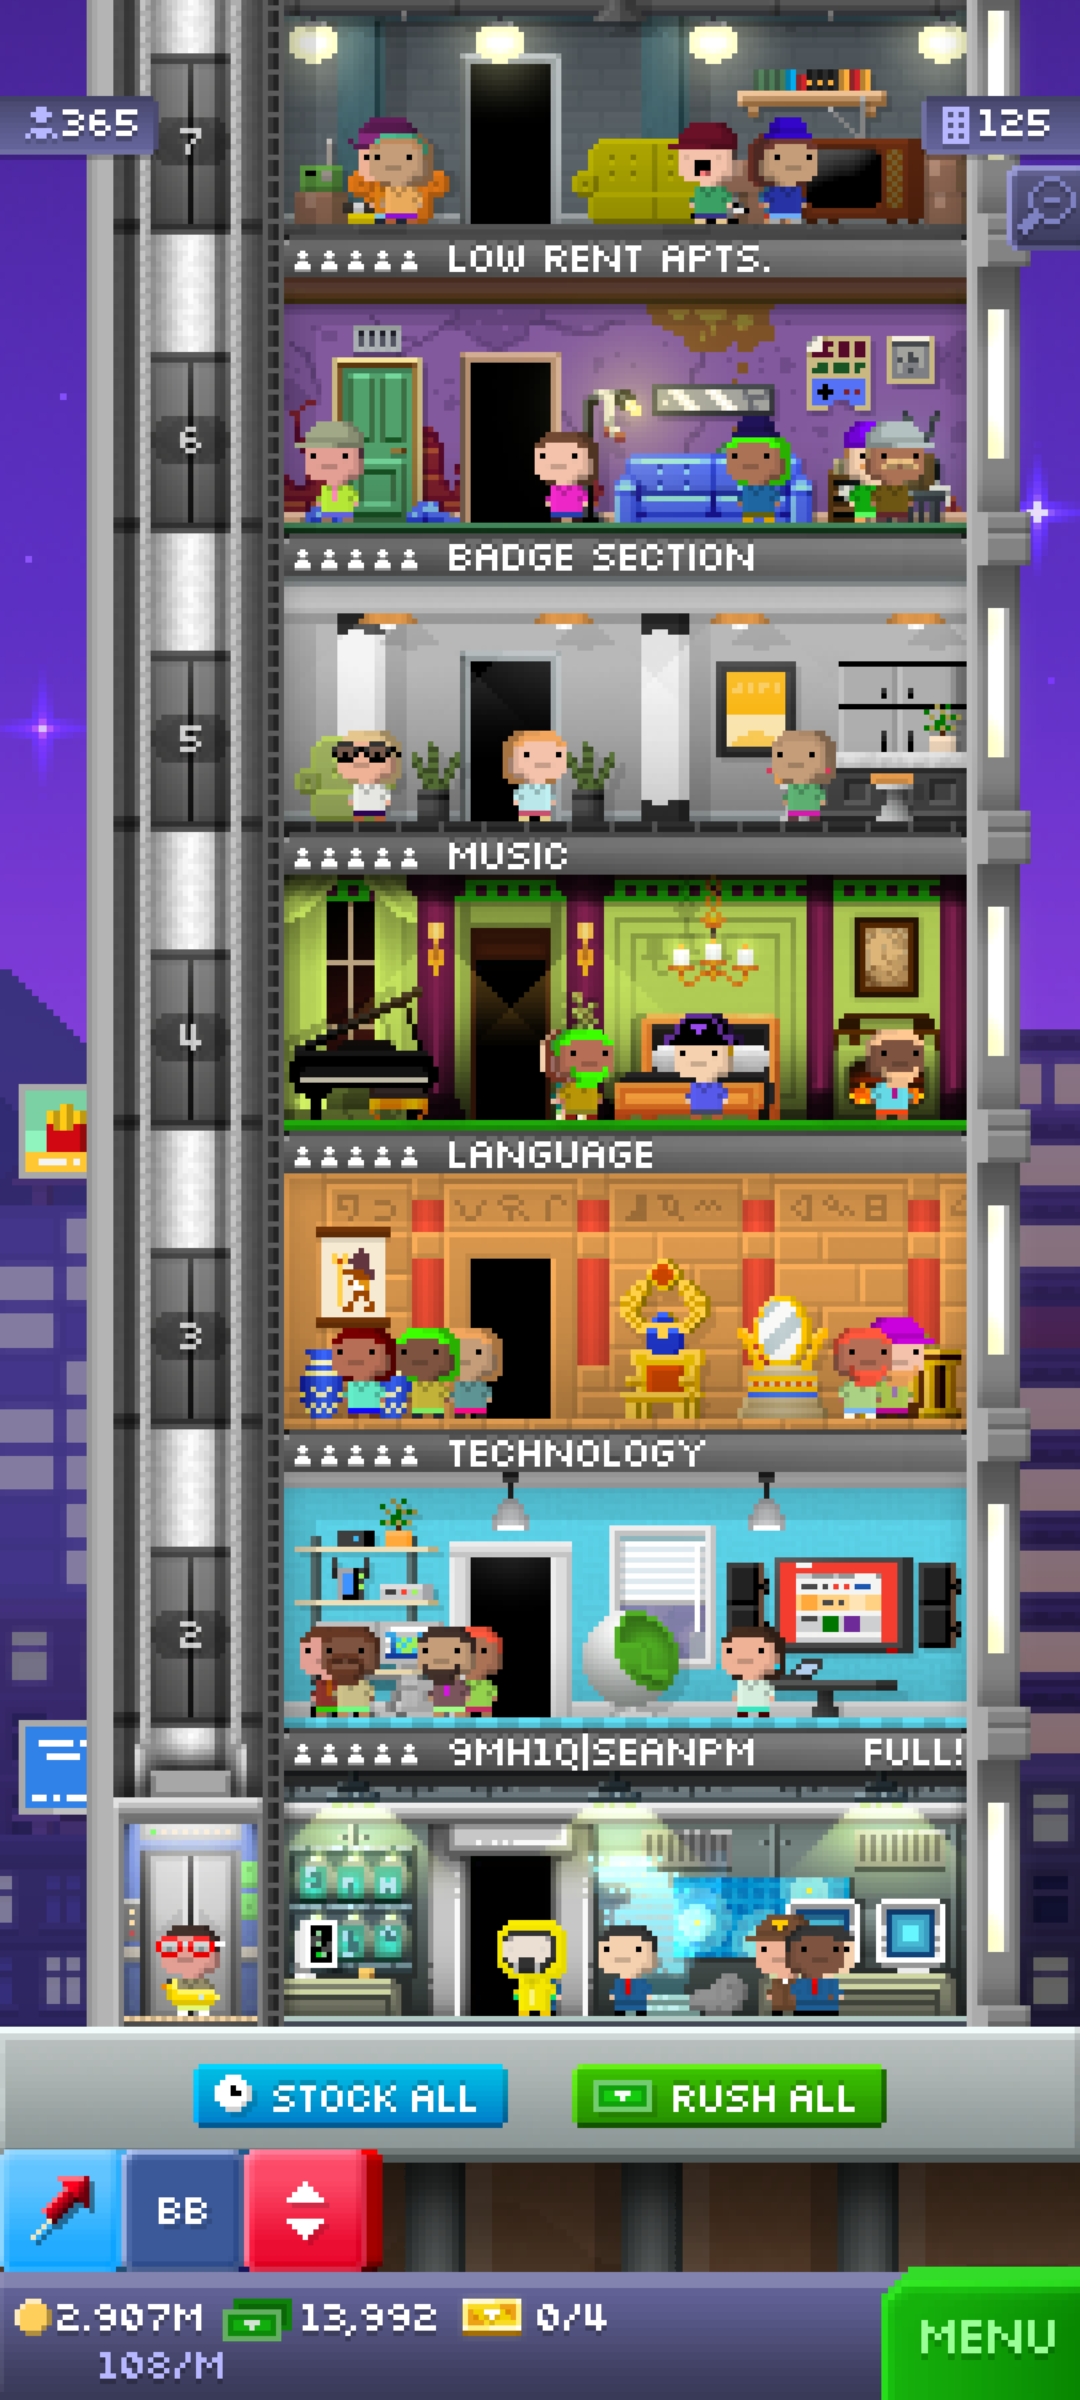 365
125
7
LOW RENT APTS.
6
BADGE SECTION
5
MUSIC
4
LANGUAGE
3
TECHNOLOGY
2
9MH1Q|SEANPM FULL!
STOCK ALL
RUSH ALL
BB
2.907M
13,992
0/4
108/M
MENU